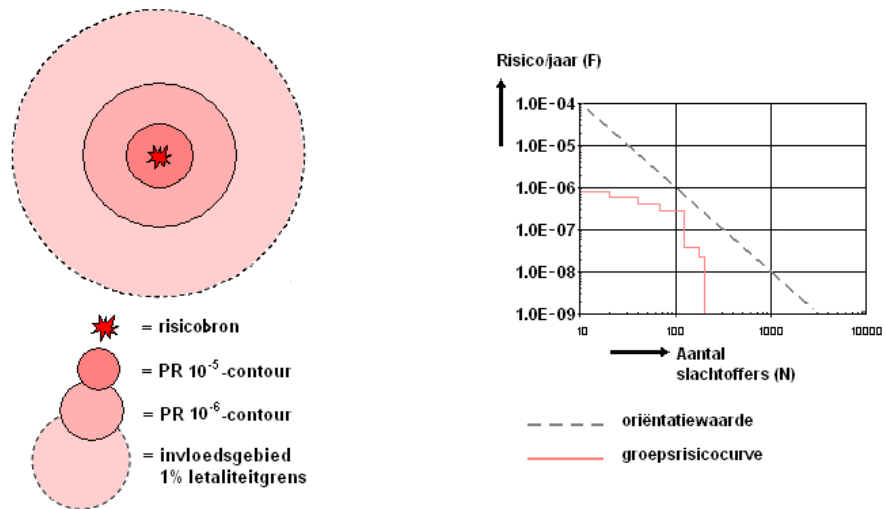 = risicobron
= PR 10⁻⁵-contour
= PR 10⁻⁶-contour
= invloedsgebied
1% letaliteitgrens
Risico/jaar (F)
1.0E-04
1.0E-05
1.0E-06
1.0E-07
1.0E-08
1.0E-09
10 100 1000 10000
Aantal
slachtoffers (N)
oriëntatiewaarde
groepsrisicocurve